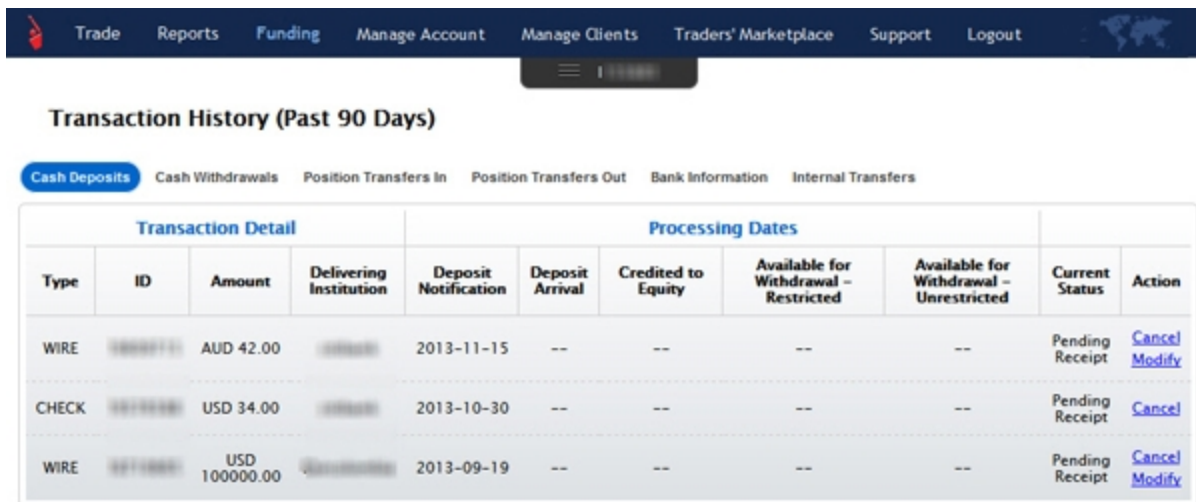 Trade Reports Funding Manage Account Manage Clients Traders' Marketplace Support Logout
Transaction History (Past 90 Days)
Cash Deposits Cash Withdrawals Position Transfers In Position Transfers Out Bank Information Internal Transfers
Transaction Detail Processing Dates
Type ID Amount Delivering Institution Deposit Notification Deposit Arrival Credited to Equity Available for Withdrawal – Restricted Available for Withdrawal – Unrestricted Current Status Action
WIRE AUD 42.00 2013-11-15 -- -- -- -- Pending Receipt Cancel Modify
CHECK USD 34.00 2013-10-30 -- -- -- -- Pending Receipt Cancel
WIRE USD 100000.00 2013-09-19 -- -- -- -- Pending Receipt Cancel Modify